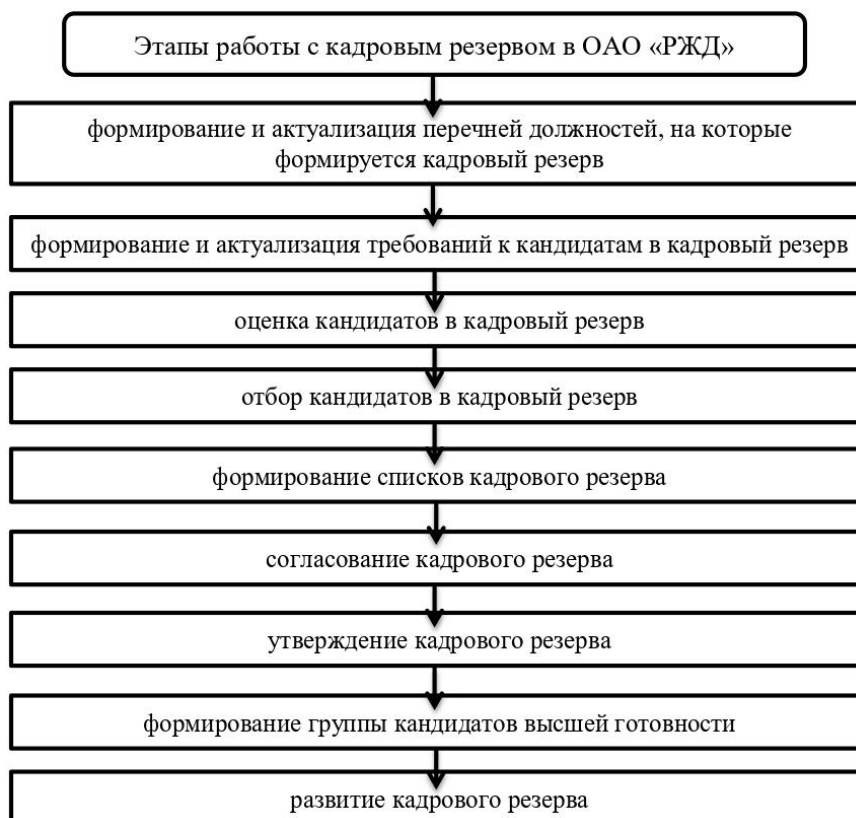 Этапы работы с кадровым резервом в ОАО «РЖД»
формирование и актуализация перечней должностей, на которые
формируется кадровый резерв
формирование и актуализация требований к кандидатам в кадровый резерв
оценка кандидатов в кадровый резерв
отбор кандидатов в кадровый резерв
формирование списков кадрового резерва
согласование кадрового резерва
утверждение кадрового резерва
формирование группы кандидатов высшей готовности
развитие кадрового резерва